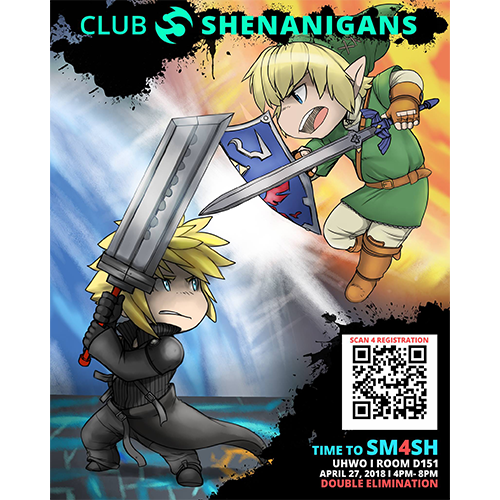 CLUB SHENANIGANS
SCAN 4 REGISTRATION
TIME TO SM4SH
UHWO I ROOM D151
APRIL 27, 2018 I 4PM- 8PM
DOUBLE ELIMINATION